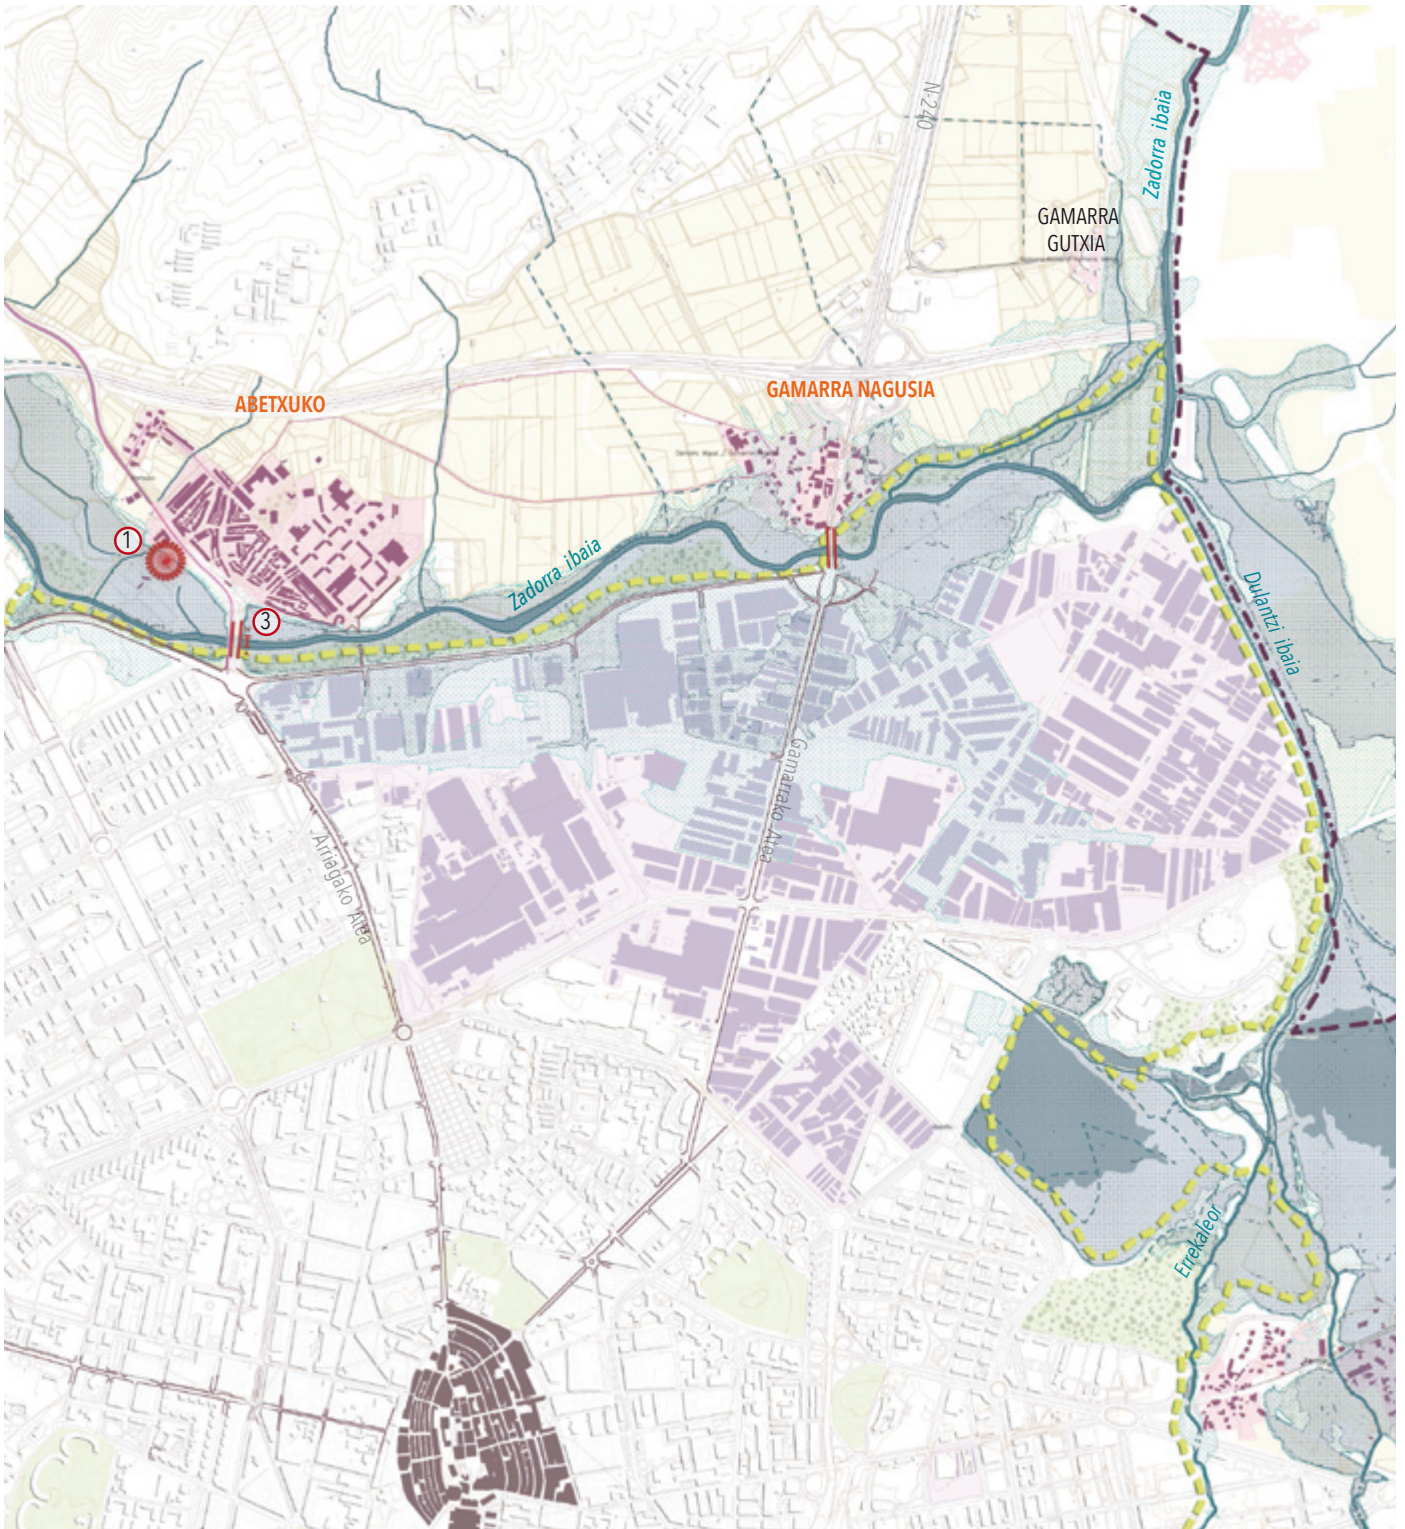 N-240
Zadorra ibaia
GAMARRA
GUTXIA
ABETXUKO
GAMARRA NAGUSIA
1
Zadorra ibaia
3
Dulantzi ibaia
Gamarrako Atea
Arriagako Atea
Errekaleor